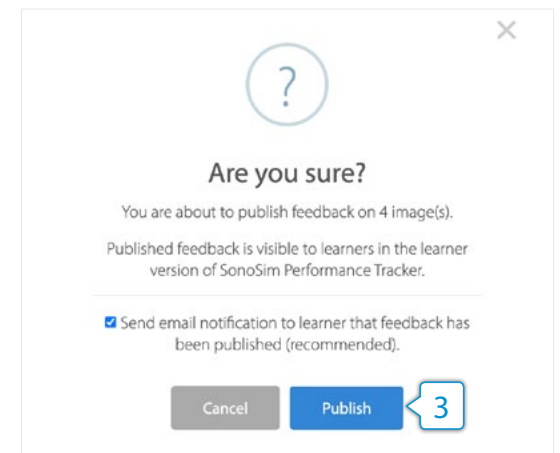 ?
Are you sure?
You are about to publish feedback on 4 image(s).
Published feedback is visible to learners in the learner
version of SonoSim Performance Tracker.
Send email notification to learner that feedback has
been published (recommended).
Cancel Publish 3